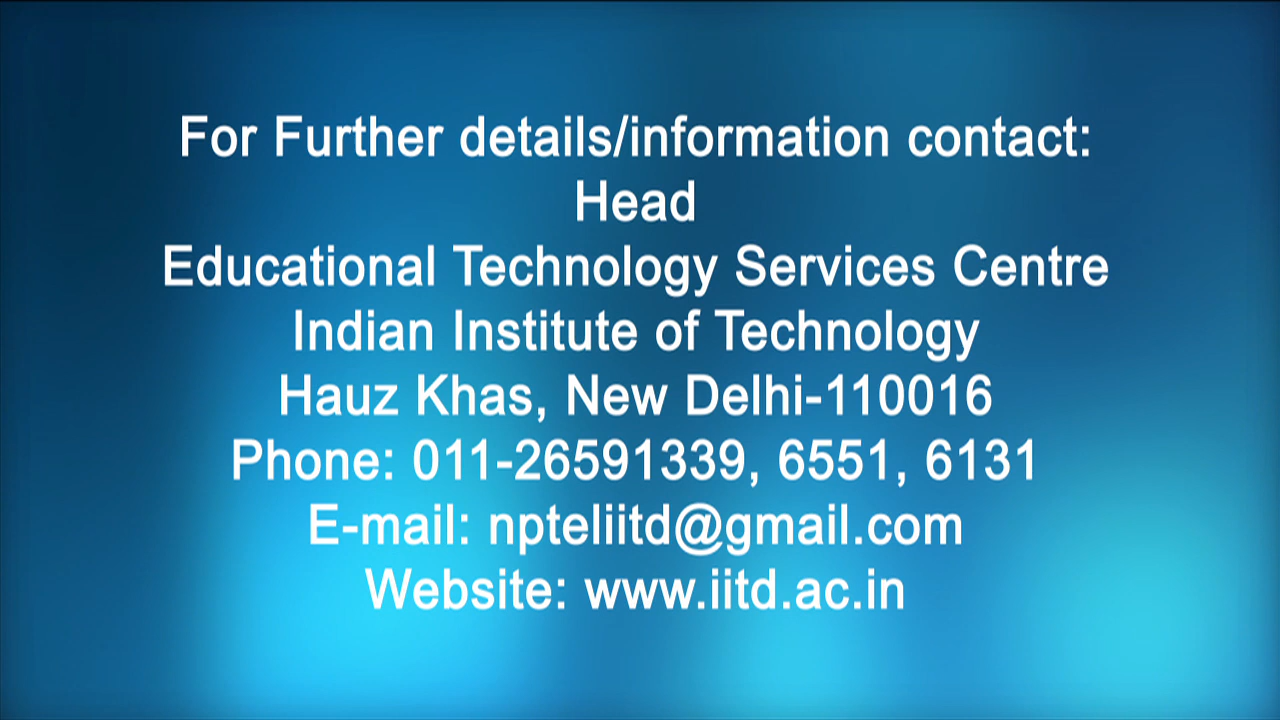 For Further details/information contact:
Head
Educational Technology Services Centre
Indian Institute of Technology
Hauz Khas, New Delhi-110016
Phone: 011-26591339, 6551, 6131
E-mail: npteliitd@gmail.com
Website: www.iitd.ac.in